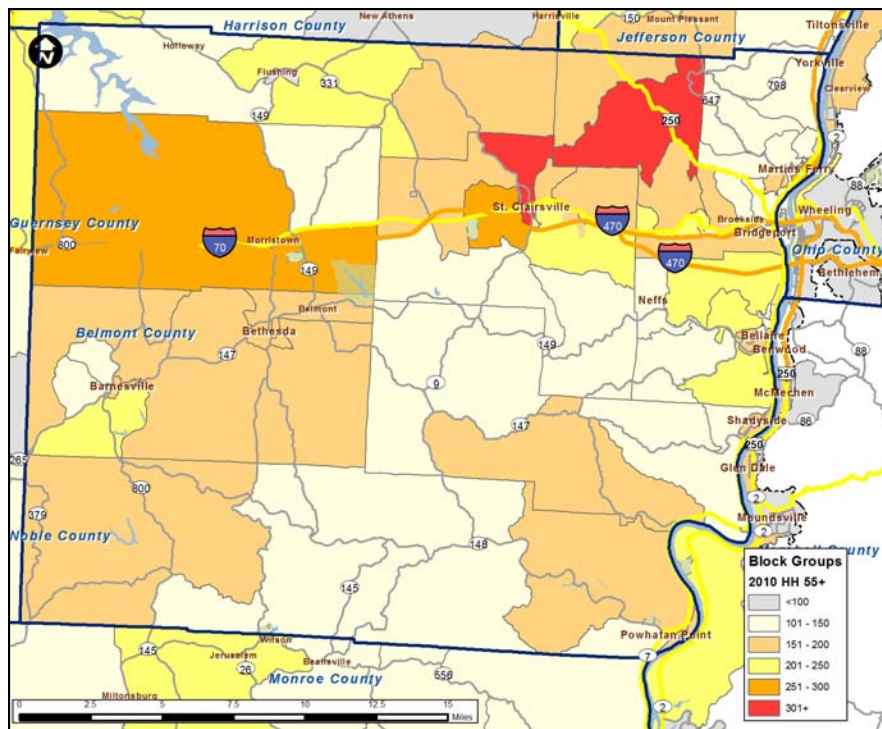 New Athens
Harrisville
Mount Pleasant
150
Tiltonsville
Harrison County
Jefferson County
N
Holloway
Yorkville
Flushing
331
798
Clearview
149
647
250
2
Martins Ferry
88
St. Clairsville
Wheeling
Guernsey County
Brookside
Bridgeport
Fairview
800
70
Morristown
470
Ohio County
149
470
Bethlehem
Belmont
Neffs
Belmont County
Bethesda
Bellaire
149
Benwood
147
88
Barnesville
9
250
McMechen
147
86
Shadyside
265
250
Glen Dale
800
2
379
Moundsville
2
Noble County
148
County
145
Block Groups
2010 HH 55+
<100
101 - 150
151 - 200
201 - 250
251 - 300
301+
Powhatan Point
Wilson
7
145
Jerusalem
Beallsville
26
556
Monroe County
Miltonsburg
2
0 2.5 5 7.5 10 12.5 15
Miles